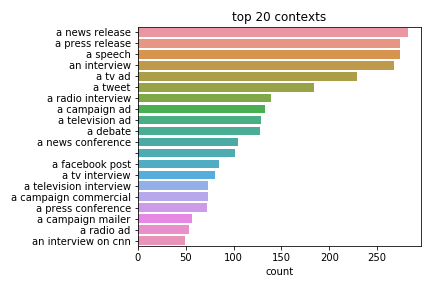 top 20 contexts
a news release
a press release
a speech
an interview
a tv ad
a tweet
a radio interview
a campaign ad
a television ad
a debate
a news conference
a facebook post
a tv interview
a television interview
a campaign commercial
a press conference
a campaign mailer
a radio ad
an interview on cnn
0 50 100 150 200 250
count